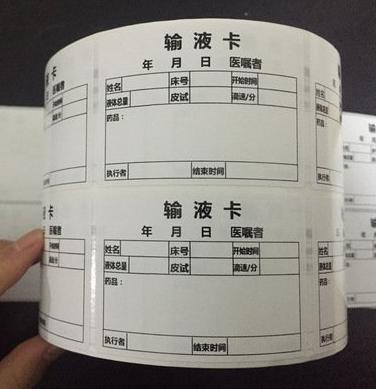 输液卡
年 月 日 医嘱者
姓名 床号 开始时间
液体总量 皮试 滴速/分
药品：
执行者 结束时间
输液卡
年 月 日 医嘱者
姓名 床号 开始时间
液体总量 皮试 滴速/分
药品：
执行者 结束时间